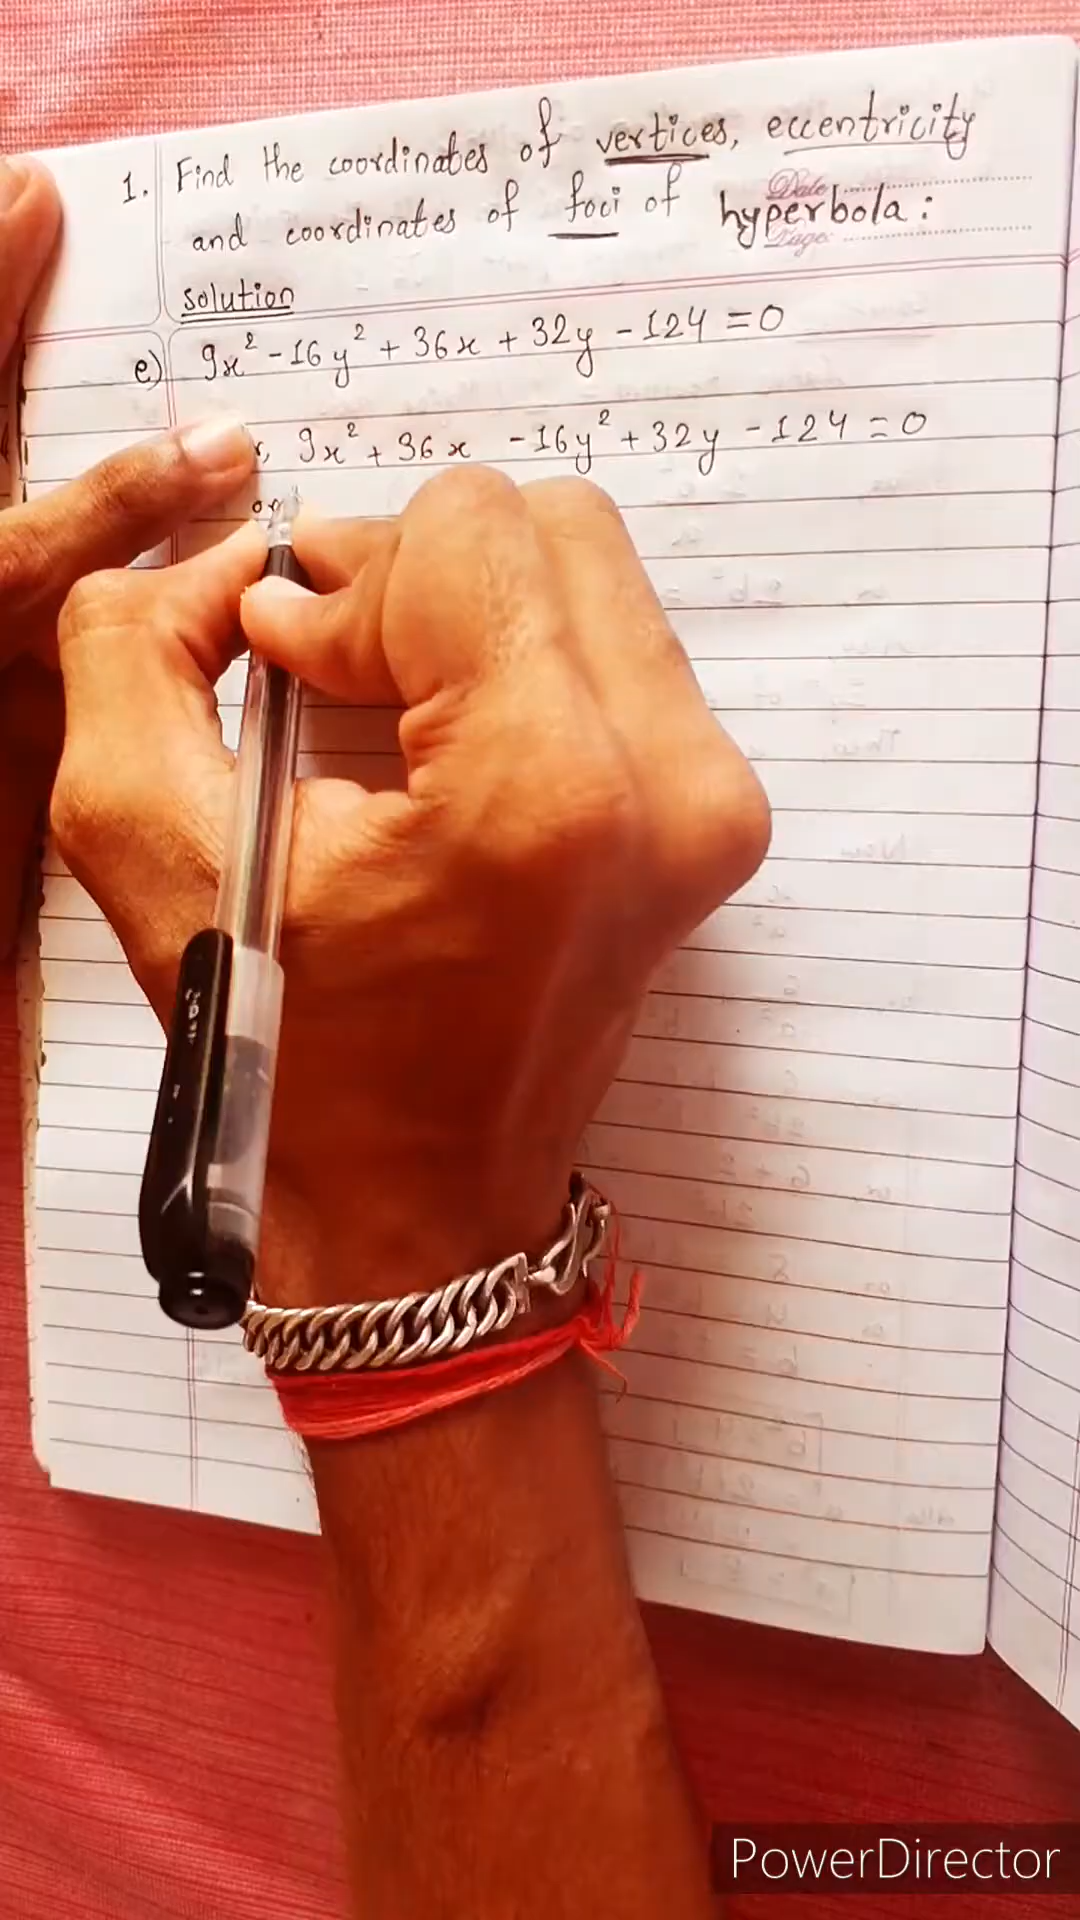 1. Find the coordinates of vertices, eccentricity
Date
and coordinates of foci of hyperbola:
Page:
solution
e) 9x² - 16y² + 36x + 32y - 124 = 0
r, 9x² + 36x - 16y² + 32y - 124 = 0
or
PowerDirector